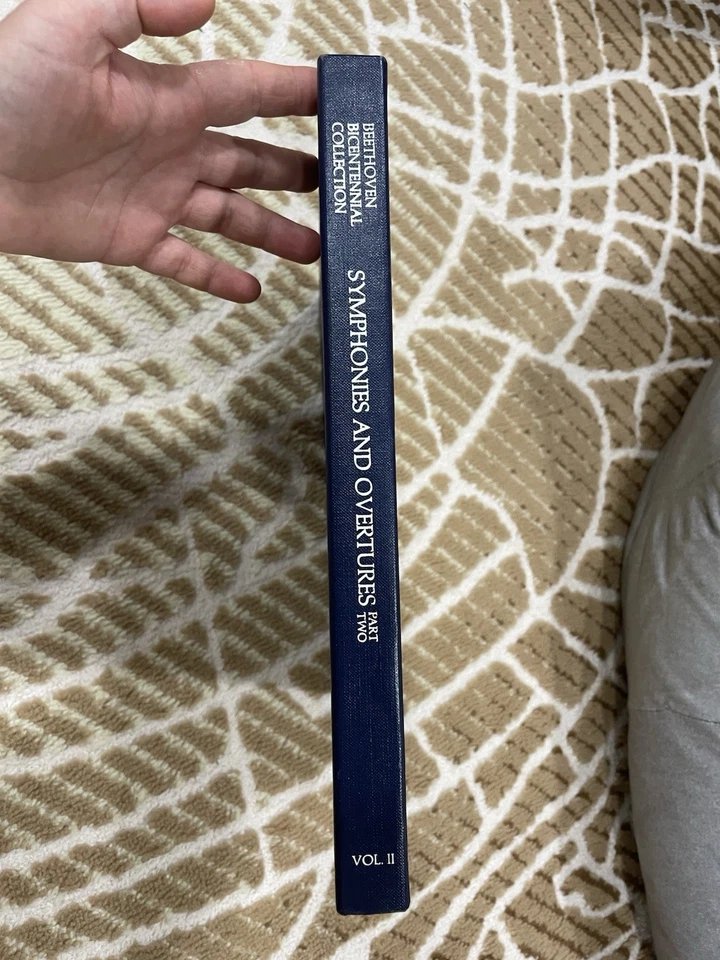 BEETHOVEN
BICENTENNIAL
COLLECTION
SYMPHONIES AND OVERTURES
PART
TWO
VOL. II